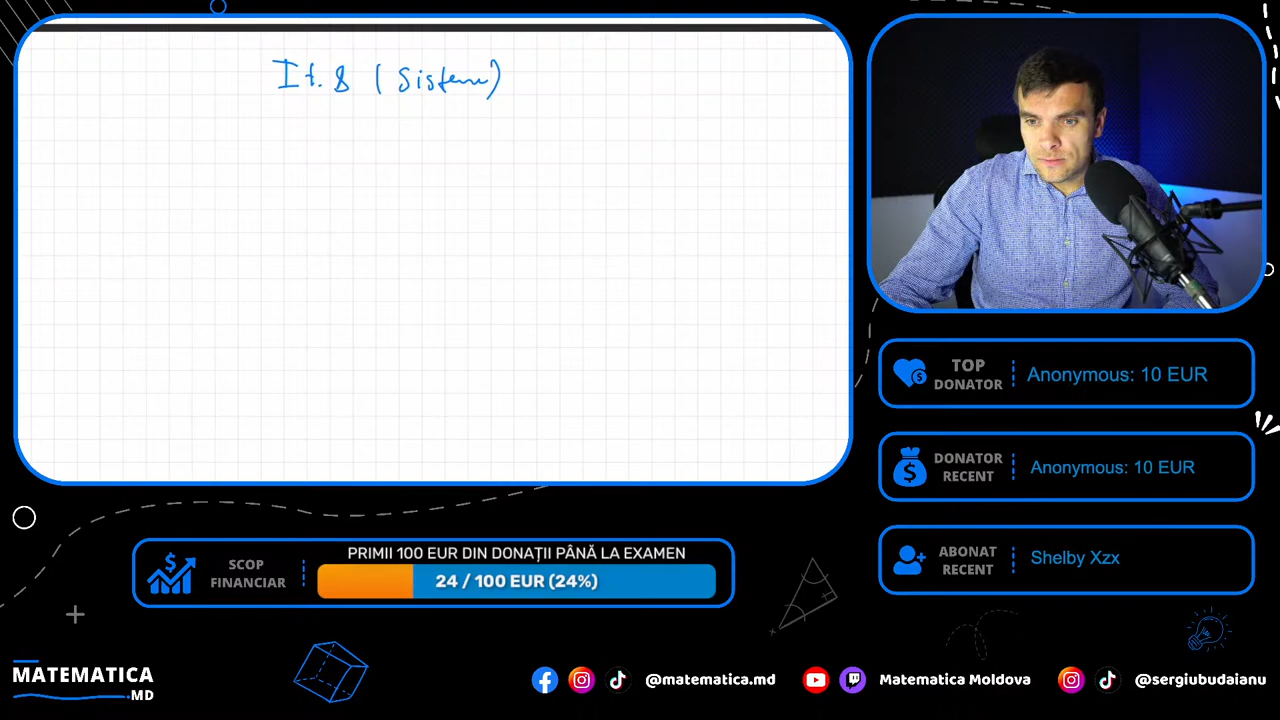 It. 8 (Sisteme)
TOP
DONATOR
Anonymous: 10 EUR
DONATOR
RECENT
Anonymous: 10 EUR
ABONAT
RECENT
Shelby Xzx
SCOP
FINANCIAR
PRIMII 100 EUR DIN DONAȚII PÂNĂ LA EXAMEN
24 / 100 EUR (24%)
MATEMATICA
.MD
@matematica.md
Matematica Moldova
@sergiubudaianu